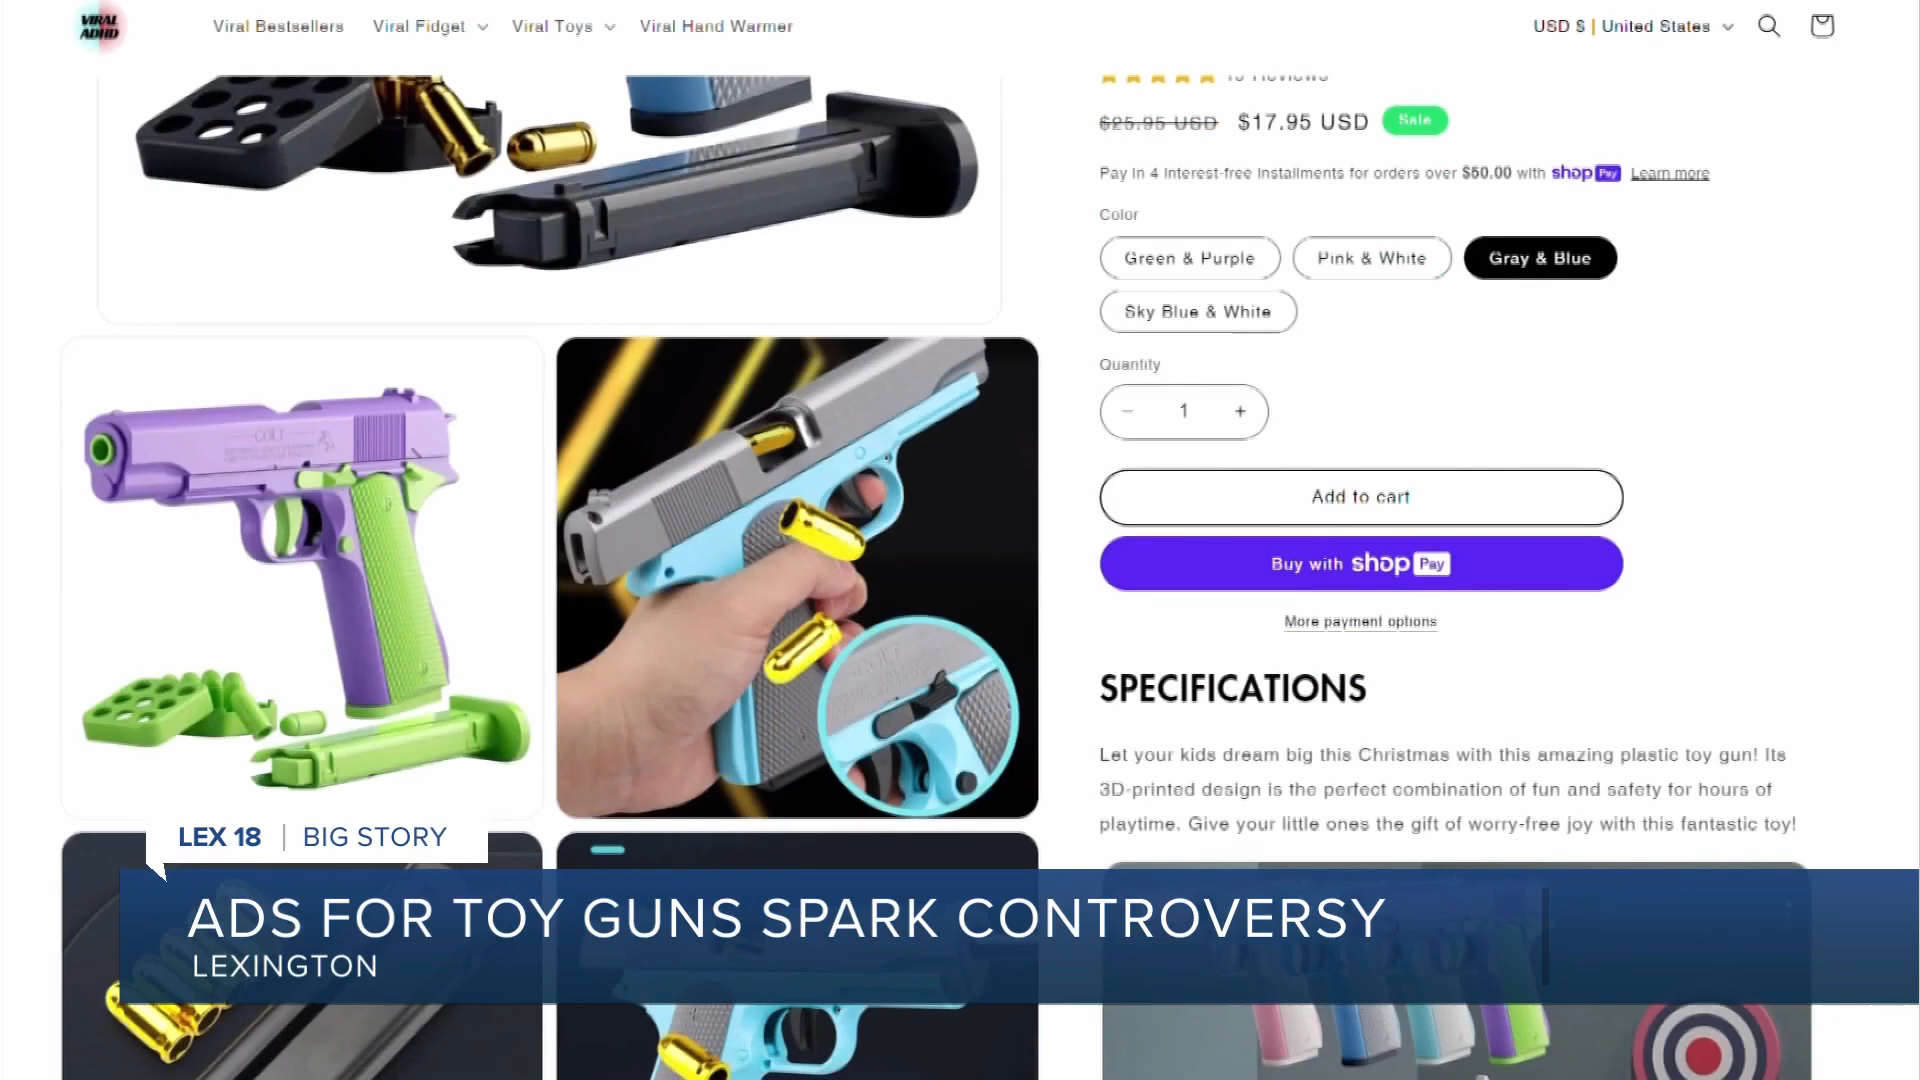 VIRAL
ADHD
Viral Bestsellers
Viral Fidget
Viral Toys
Viral Hand Warmer
USD $ | United States
Reviews
$25.95 USD $17.95 USD Sale
Pay in 4 interest-free installments for orders over $50.00 with shop Pay Learn more
Color
Green & Purple
Pink & White
Gray & Blue
Sky Blue & White
Quantity
− 1 +
Add to cart
Buy with shop Pay
More payment options
SPECIFICATIONS
Let your kids dream big this Christmas with this amazing plastic toy gun! Its
3D-printed design is the perfect combination of fun and safety for hours of
playtime. Give your little ones the gift of worry-free joy with this fantastic toy!
COLT
LEX 18 | BIG STORY
ADS FOR TOY GUNS SPARK CONTROVERSY
LEXINGTON